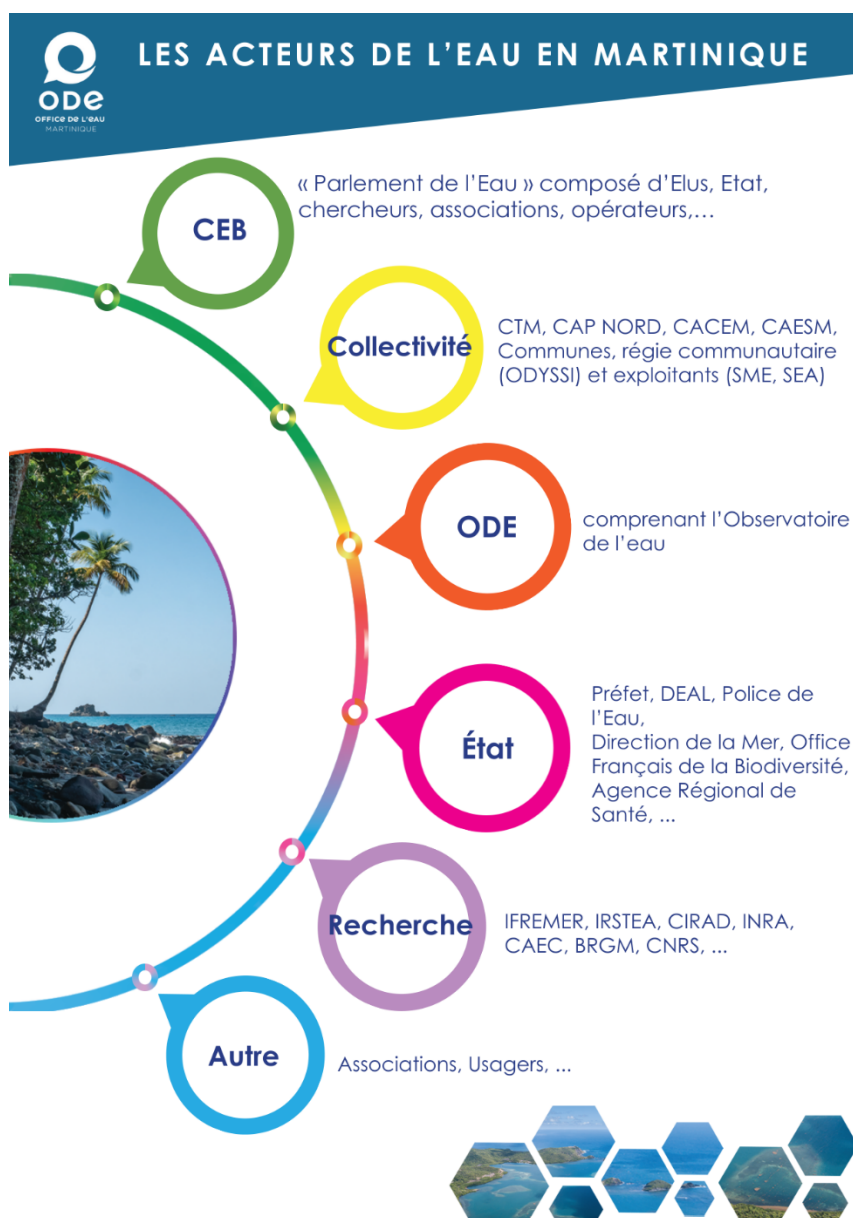 LES ACTEURS DE L'EAU EN MARTINIQUE
ODe
OFFICE De L'eAU
MARTINIQUE
CEB
« Parlement de l'Eau » composé d'Elus, Etat,
chercheurs, associations, opérateurs,…
Collectivité
CTM, CAP NORD, CACEM, CAESM,
Communes, régie communautaire
(ODYSSI) et exploitants (SME, SEA)
ODE
comprenant l'Observatoire
de l'eau
État
Préfet, DEAL, Police de
l'Eau,
Direction de la Mer, Office
Français de la Biodiversité,
Agence Régional de
Santé, ...
Recherche
IFREMER, IRSTEA, CIRAD, INRA,
CAEC, BRGM, CNRS, ...
Autre
Associations, Usagers, ...